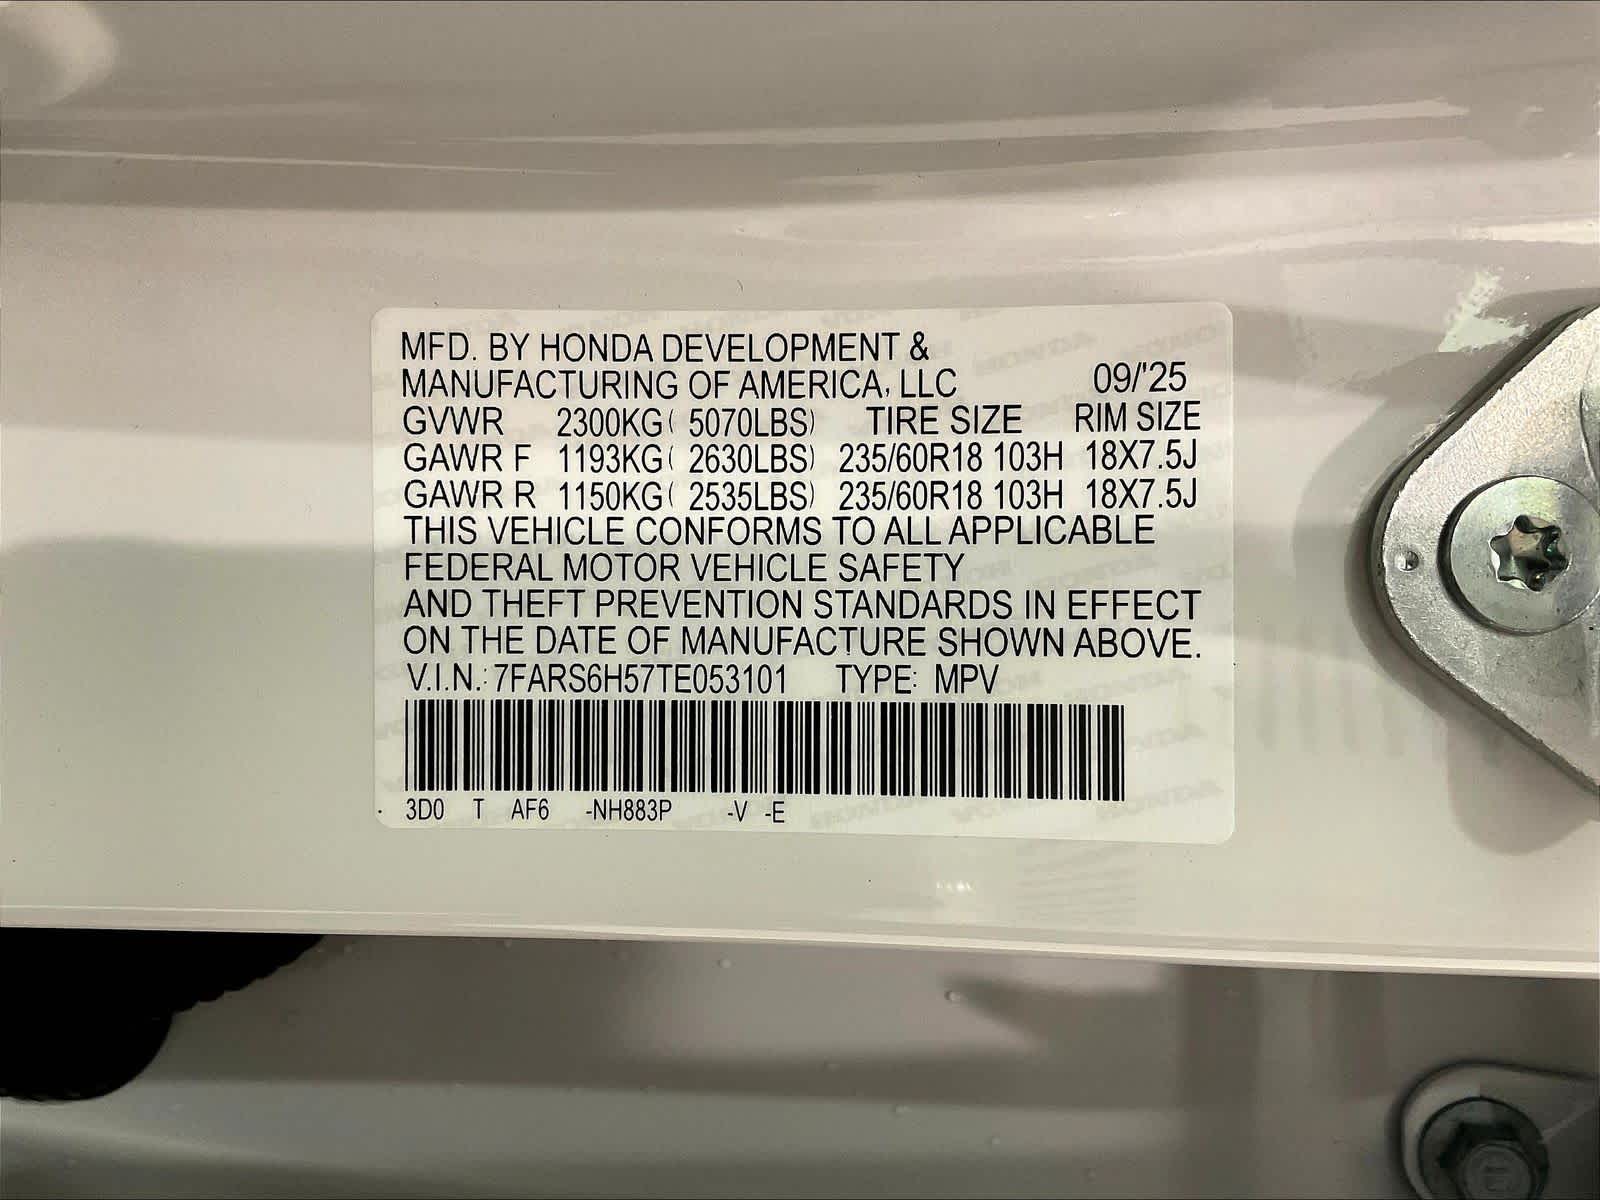 MFD. BY HONDA DEVELOPMENT &
MANUFACTURING OF AMERICA, LLC 09/'25
GVWR 2300KG( 5070LBS) TIRE SIZE RIM SIZE
GAWR F 1193KG( 2630LBS) 235/60R18 103H 18X7.5J
GAWR R 1150KG( 2535LBS) 235/60R18 103H 18X7.5J
THIS VEHICLE CONFORMS TO ALL APPLICABLE
FEDERAL MOTOR VEHICLE SAFETY
AND THEFT PREVENTION STANDARDS IN EFFECT
ON THE DATE OF MANUFACTURE SHOWN ABOVE.
V.I.N.: 7FARS6H57TE053101 TYPE: MPV
3D0 T AF6 -NH883P -V -E